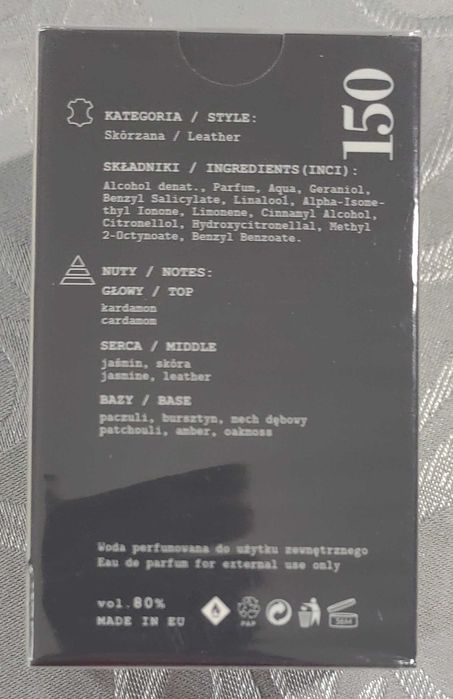 150
KATEGORIA / STYLE:
Skórzana / Leather
SKŁADNIKI / INGREDIENTS(INCI):
Alcohol denat., Parfum, Aqua, Geraniol,
Benzyl Salicylate, Linalool, Alpha-Isome-
thyl Ionone, Limonene, Cinnamyl Alcohol,
Citronellol, Hydroxycitronellal, Methyl
2-Octynoate, Benzyl Benzoate.
NUTY / NOTES:
GŁOWY / TOP
kardamon
cardamom
SERCA / MIDDLE
jaśmin, skóra
jasmine, leather
BAZY / BASE
paczuli, bursztyn, mech dębowy
patchouli, amber, oakmoss
Woda perfumowana do użytku zewnętrznego
Eau de parfum for external use only
vol.80%
MADE IN EU
PAP